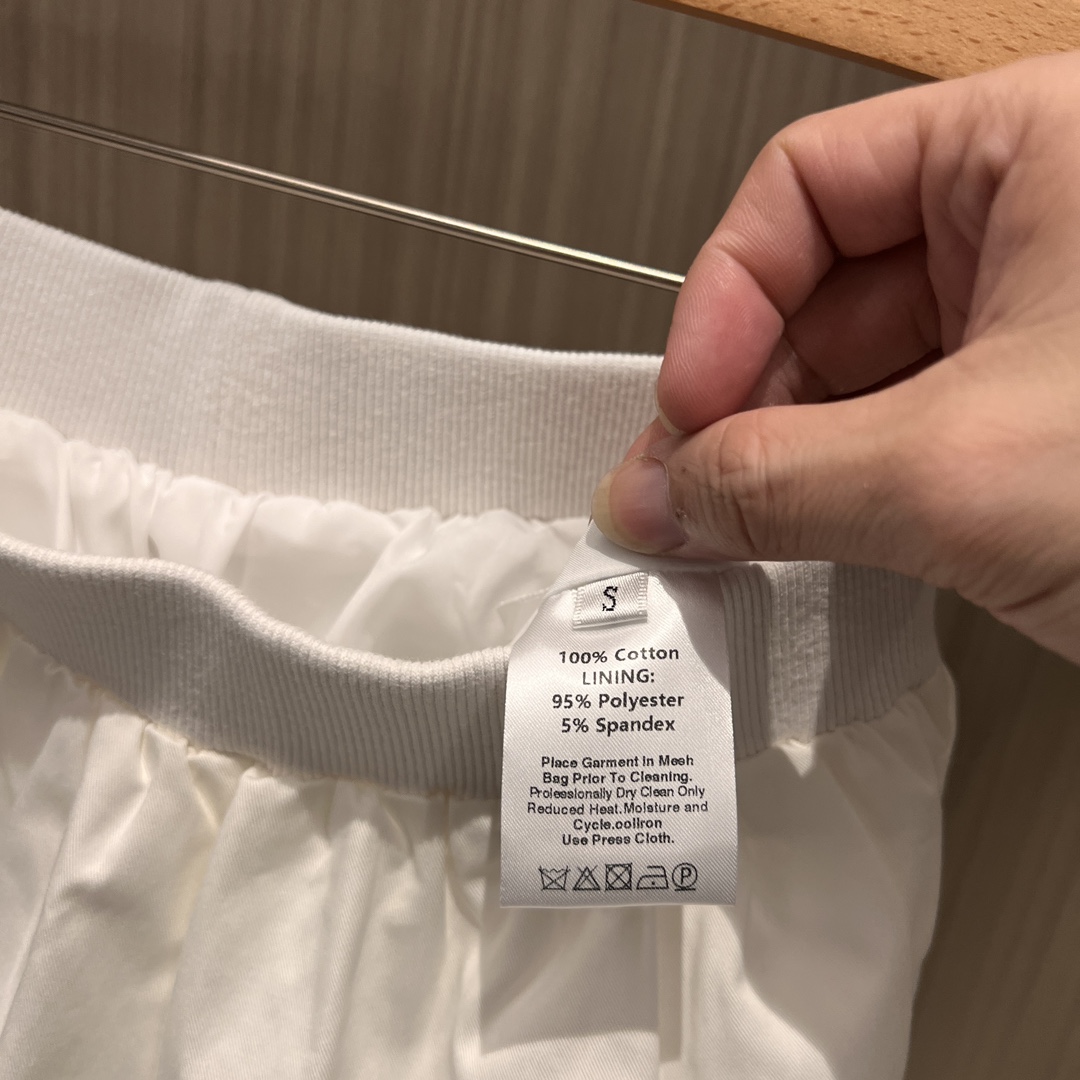 S
100% Cotton
LINING:
95% Polyester
5% Spandex
Place Garment In Mesh
Bag Prior To Cleaning.
Professionally Dry Clean Only
Reduced Heat.Moisture and
Cycle.oolIron
Use Press Cloth.
P